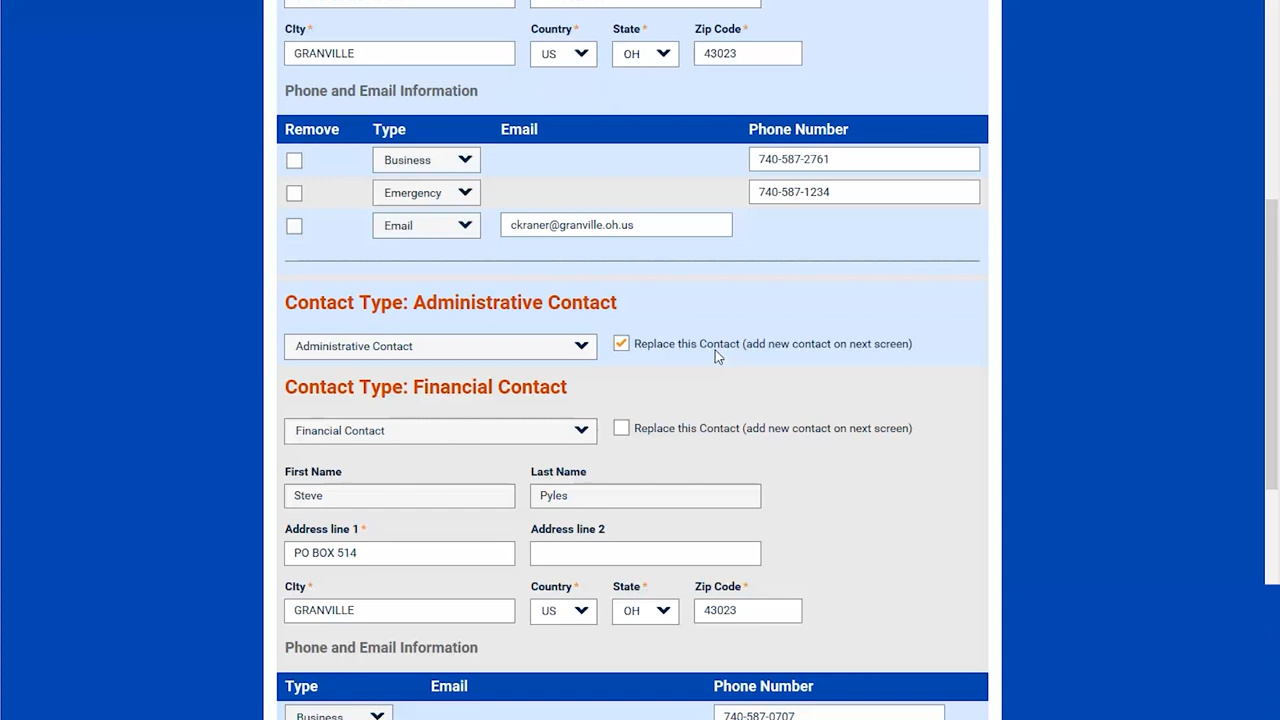 CIty * Country * State * Zip Code *
GRANVILLE US OH 43023
Phone and Email Information
Remove Type Email Phone Number
Business 740-587-2761
Emergency 740-587-1234
Email ckraner@granville.oh.us
Contact Type: Administrative Contact
Administrative Contact Replace this Contact (add new contact on next screen)
Contact Type: Financial Contact
Financial Contact Replace this Contact (add new contact on next screen)
First Name Last Name
Steve Pyles
Address line 1 * Address line 2
PO BOX 514
CIty * Country * State * Zip Code *
GRANVILLE US OH 43023
Phone and Email Information
Type Email Phone Number
Business 740-587-0707